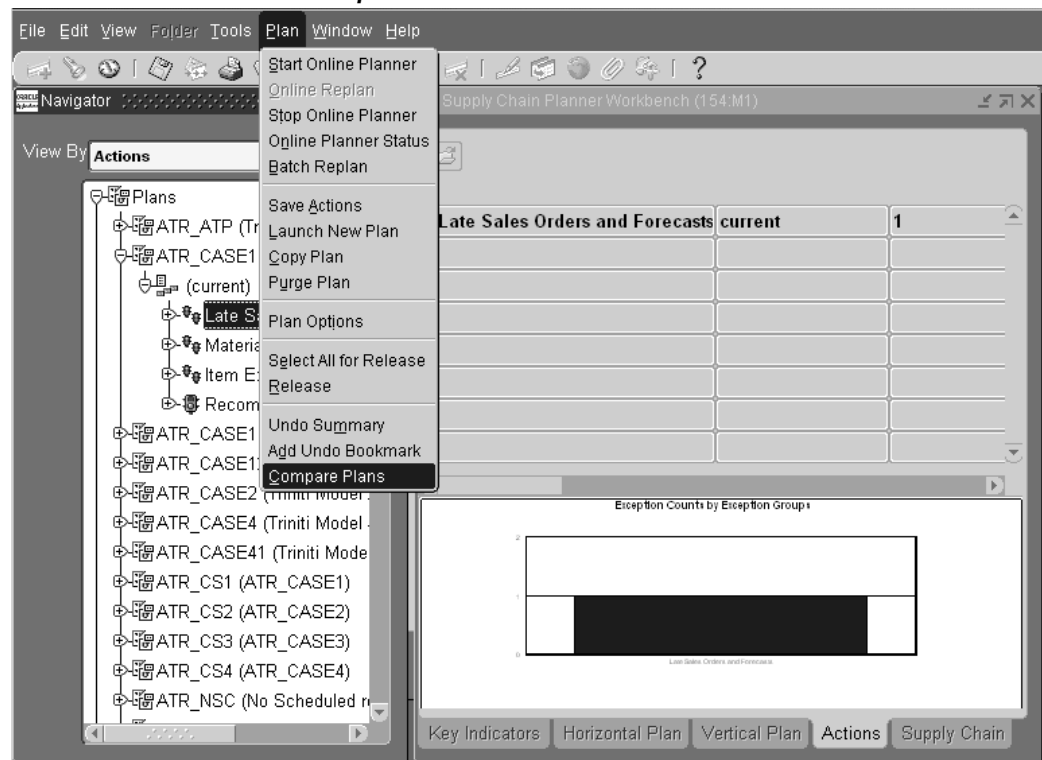 File Edit View Folder Tools Plan Window Help
Start Online Planner
Online Replan
Stop Online Planner
Online Planner Status
Batch Replan
Save Actions
Launch New Plan
Copy Plan
Purge Plan
Plan Options
Select All for Release
Release
Undo Summary
Add Undo Bookmark
Compare Plans
Navigator
Supply Chain Planner Workbench (154:M1)
View By Actions
Plans
ATR_ATP (Tr
ATR_CASE1
(current)
Late S
Materia
Item E
Recom
ATR_CASE1
ATR_CASE1
ATR_CASE2 (Triniti Model
ATR_CASE4 (Triniti Model
ATR_CASE41 (Triniti Mode
ATR_CS1 (ATR_CASE1)
ATR_CS2 (ATR_CASE2)
ATR_CS3 (ATR_CASE3)
ATR_CS4 (ATR_CASE4)
ATR_NSC (No Scheduled r
Late Sales Orders and Forecasts current 1
Exception Counts by Exception Groups
2
1
0
Late Sales Orders and Forecasts
Key Indicators Horizontal Plan Vertical Plan Actions Supply Chain